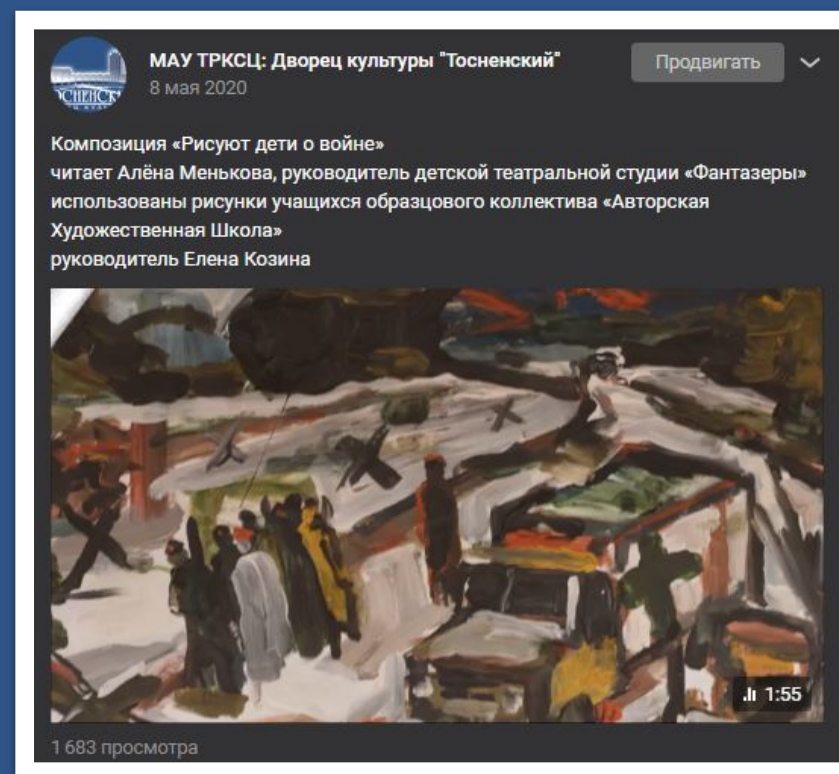 МАУ ТРКСЦ: Дворец культуры "Тосненский"
Продвигать
8 мая 2020
Композиция «Рисуют дети о войне»
читает Алёна Менькова, руководитель детской театральной студии «Фантазеры»
использованы рисунки учащихся образцового коллектива «Авторская
Художественная Школа»
руководитель Елена Козина
1:55
1 683 просмотра